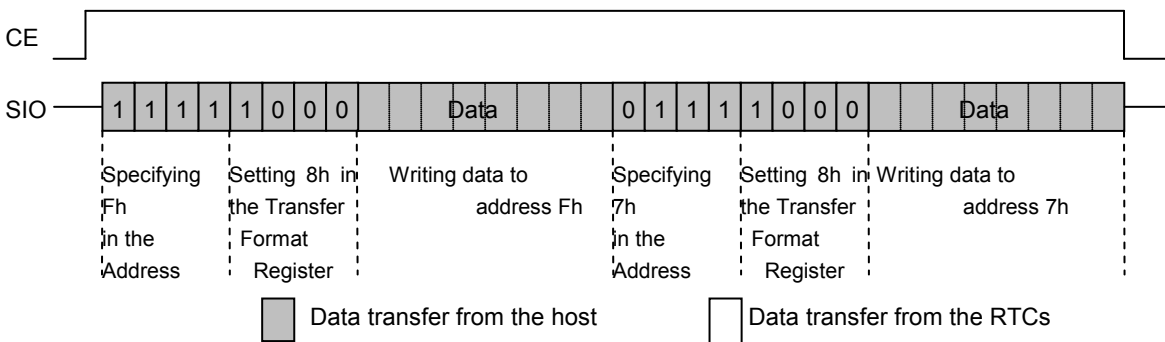 CE
SIO 1 1 1 1 1 0 0 0 Data 0 1 1 1 1 0 0 0 Data
Specifying Setting 8h in Writing data to Specifying Setting 8h in Writing data to
Fh the Transfer address Fh 7h the Transfer address 7h
in the Format in the Format
Address Register Address Register
Data transfer from the host Data transfer from the RTCs